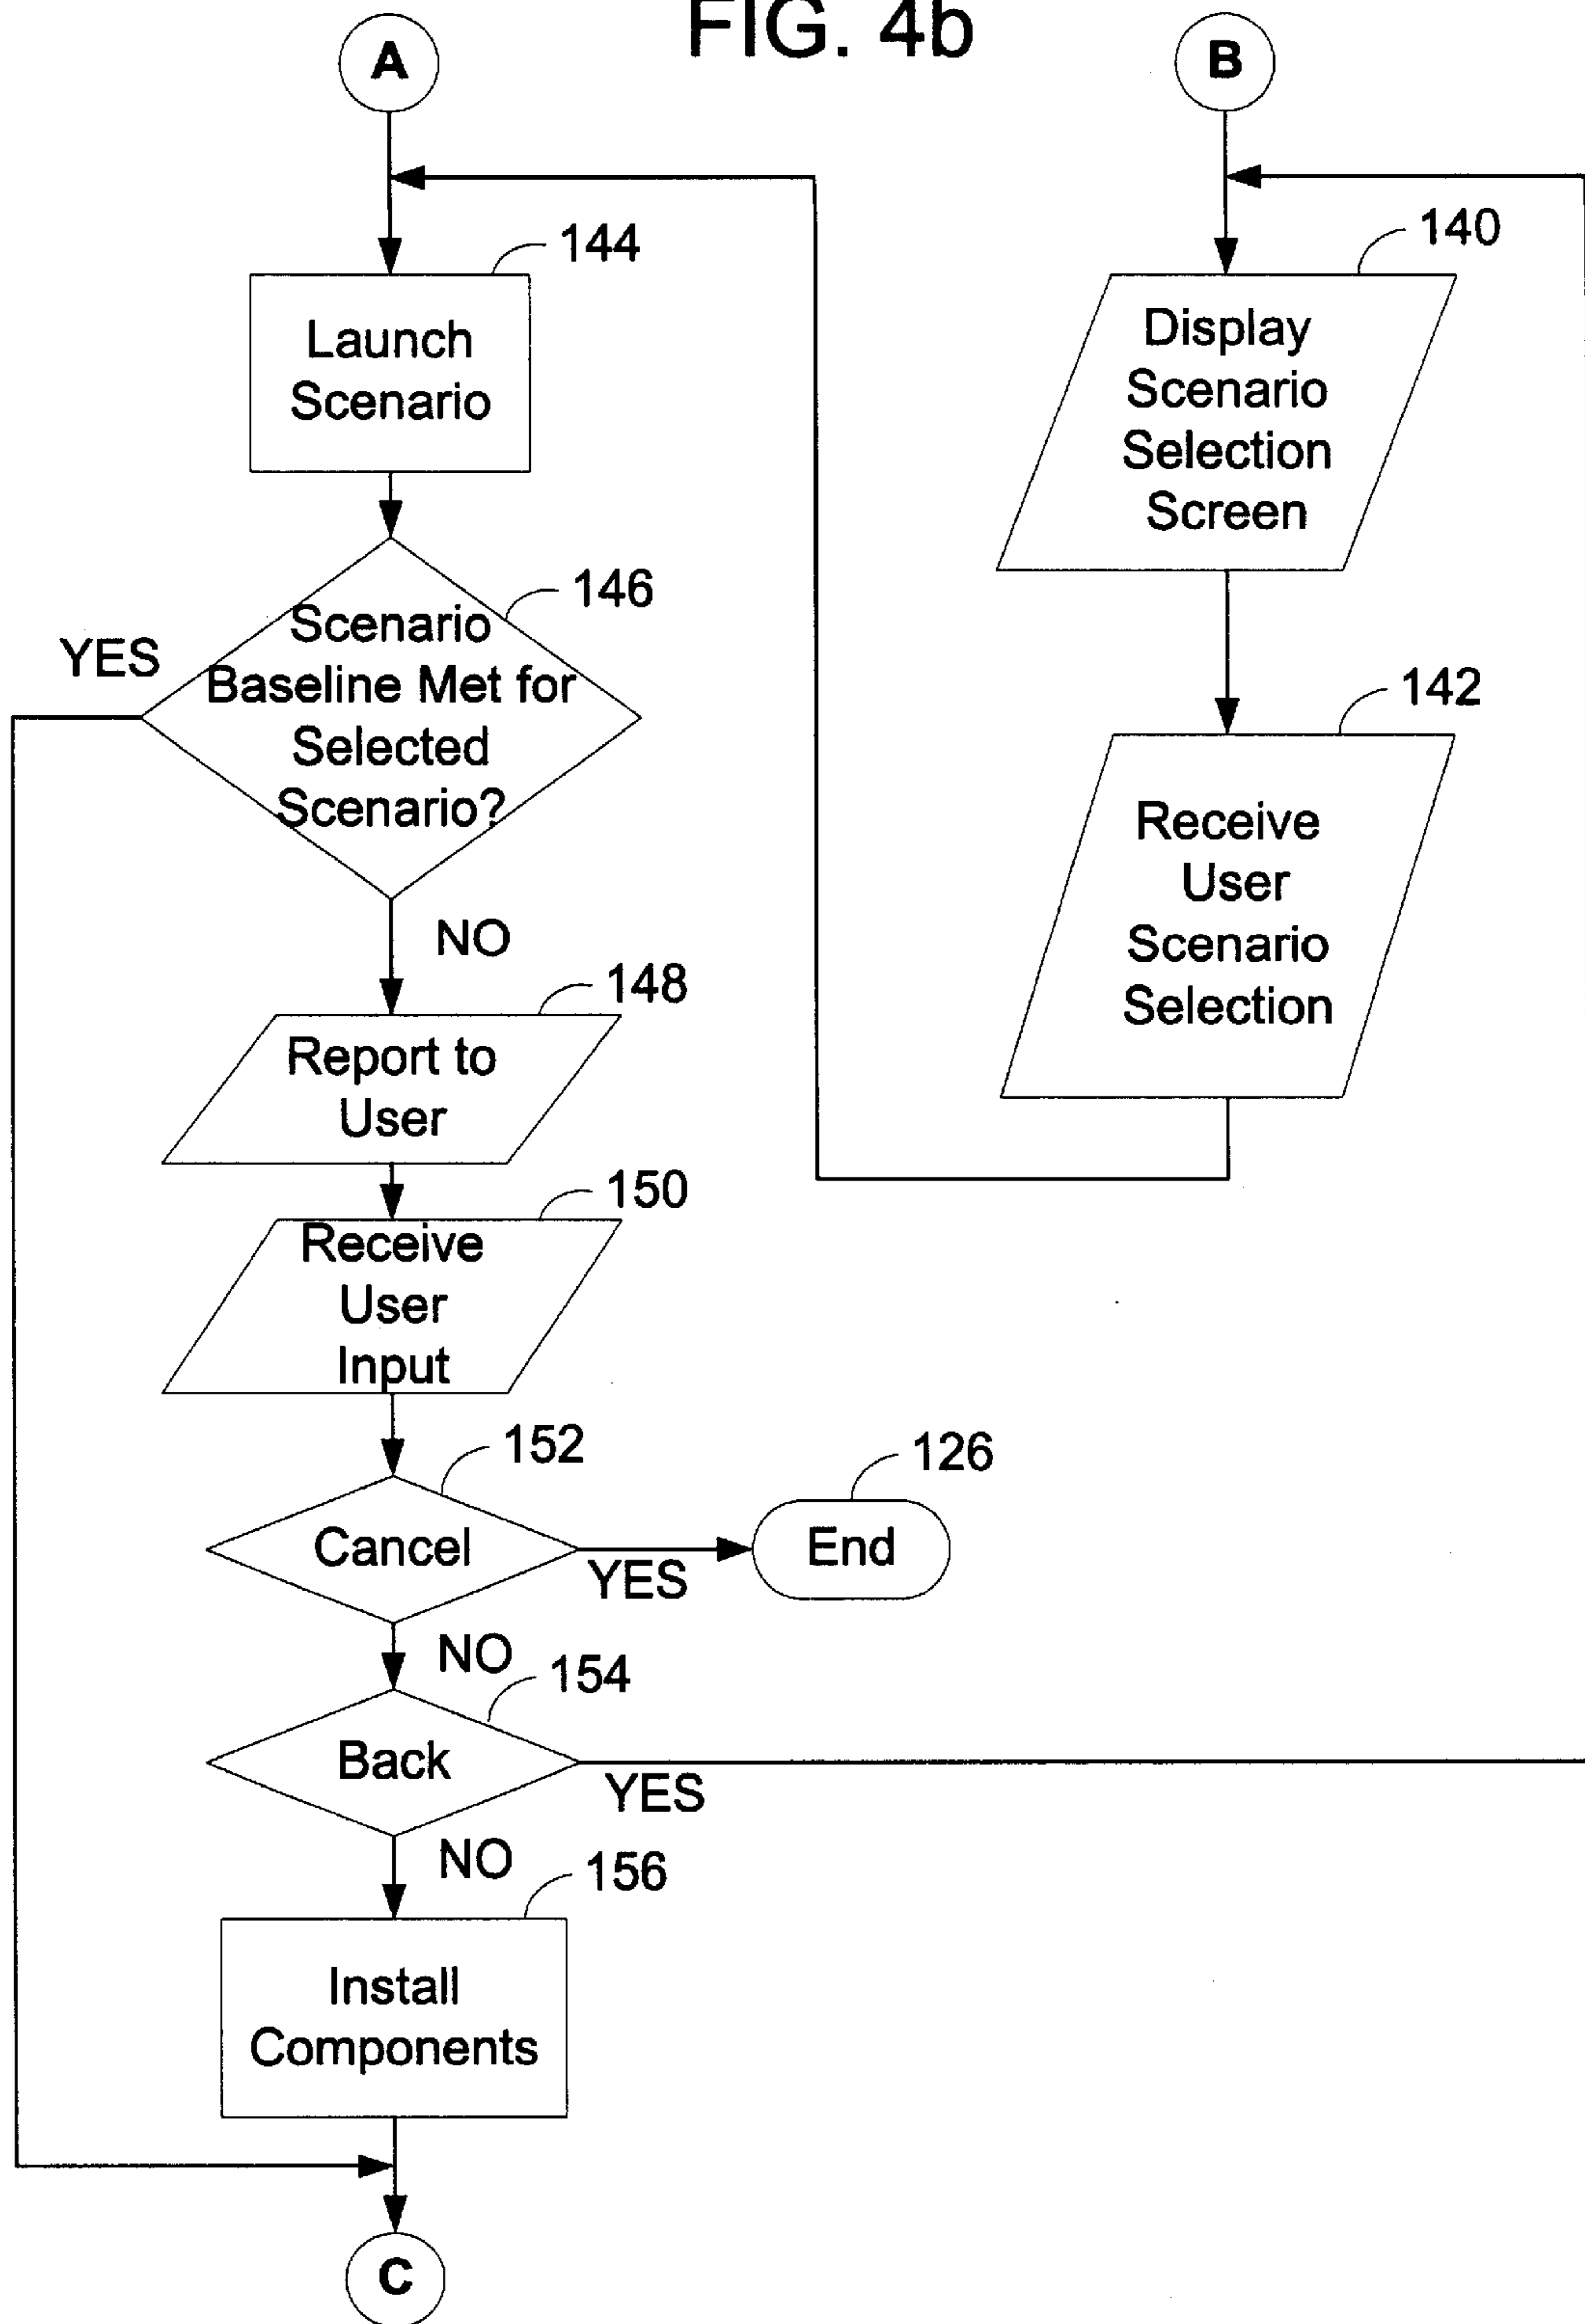 FIG. 4b
A
B
144
Launch
Scenario
140
Display
Scenario
Selection
Screen
146
YES
Scenario
Baseline Met for
Selected
Scenario?
NO
142
Receive
User
Scenario
Selection
148
Report to
User
150
Receive
User
Input
152
Cancel
YES
126
End
NO
154
Back
YES
NO
156
Install
Components
C